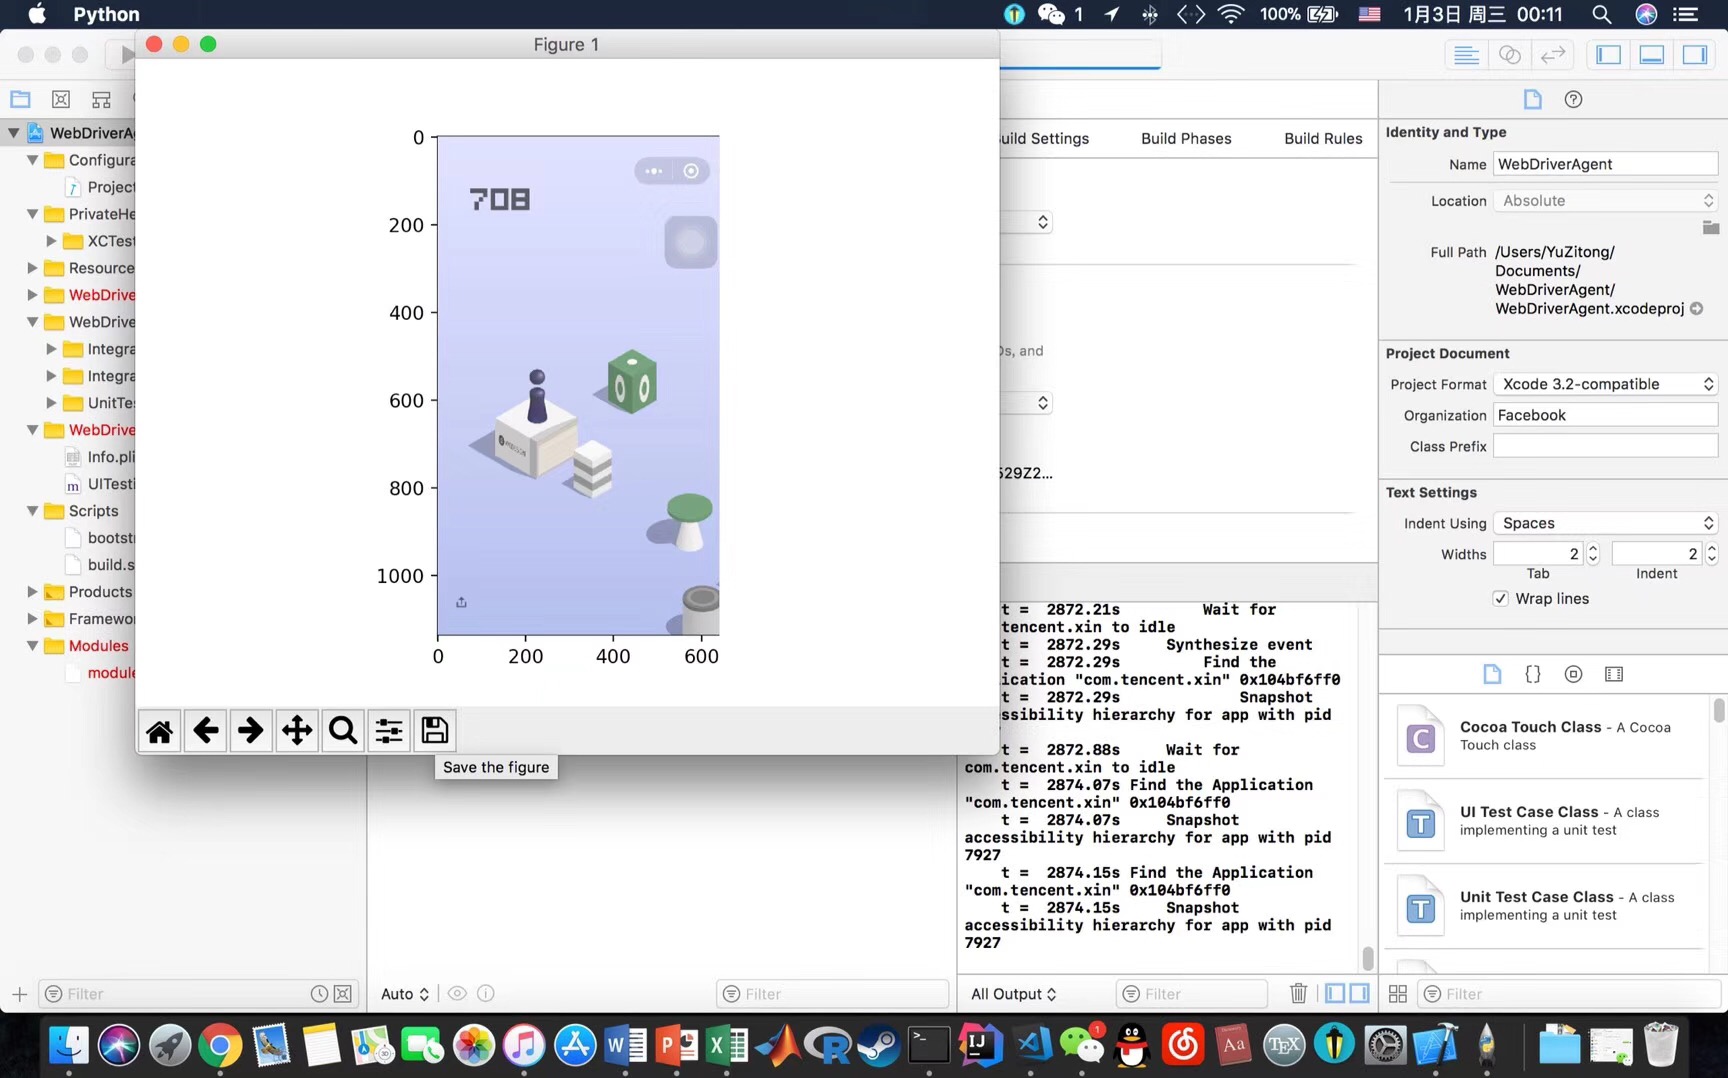 Python
1
100%
1月3日 周三 00:11
Figure 1
0
200
400
600
800
1000
0
200
400
600
708
Save the figure
WebDriverAg
Configura
Project
PrivateHe
XCTest
Resource
WebDrive
WebDrive
Integra
Integra
UnitTes
WebDrive
Info.pli
UITesti
Scripts
bootst
build.s
Products
Framewo
Modules
module
Filter
Auto
Filter
uild Settings
Build Phases
Build Rules
Ds, and
529Z2...
t = 2872.21s Wait for
tencent.xin to idle
t = 2872.29s Synthesize event
t = 2872.29s Find the
ication "com.tencent.xin" 0x104bf6ff0
t = 2872.29s Snapshot
ssibility hierarchy for app with pid
t = 2872.88s Wait for
com.tencent.xin to idle
t = 2874.07s Find the Application
"com.tencent.xin" 0x104bf6ff0
t = 2874.07s Snapshot
accessibility hierarchy for app with pid
7927
t = 2874.15s Find the Application
"com.tencent.xin" 0x104bf6ff0
t = 2874.15s Snapshot
accessibility hierarchy for app with pid
7927
All Output
Filter
Identity and Type
Name WebDriverAgent
Location Absolute
Full Path /Users/YuZitong/
Documents/
WebDriverAgent/
WebDriverAgent.xcodeproj
Project Document
Project Format Xcode 3.2-compatible
Organization Facebook
Class Prefix
Text Settings
Indent Using Spaces
Widths 2 2
Tab Indent
Wrap lines
{}
Cocoa Touch Class - A Cocoa
Touch class
UI Test Case Class - A class
implementing a unit test
Unit Test Case Class - A class
implementing a unit test
Filter